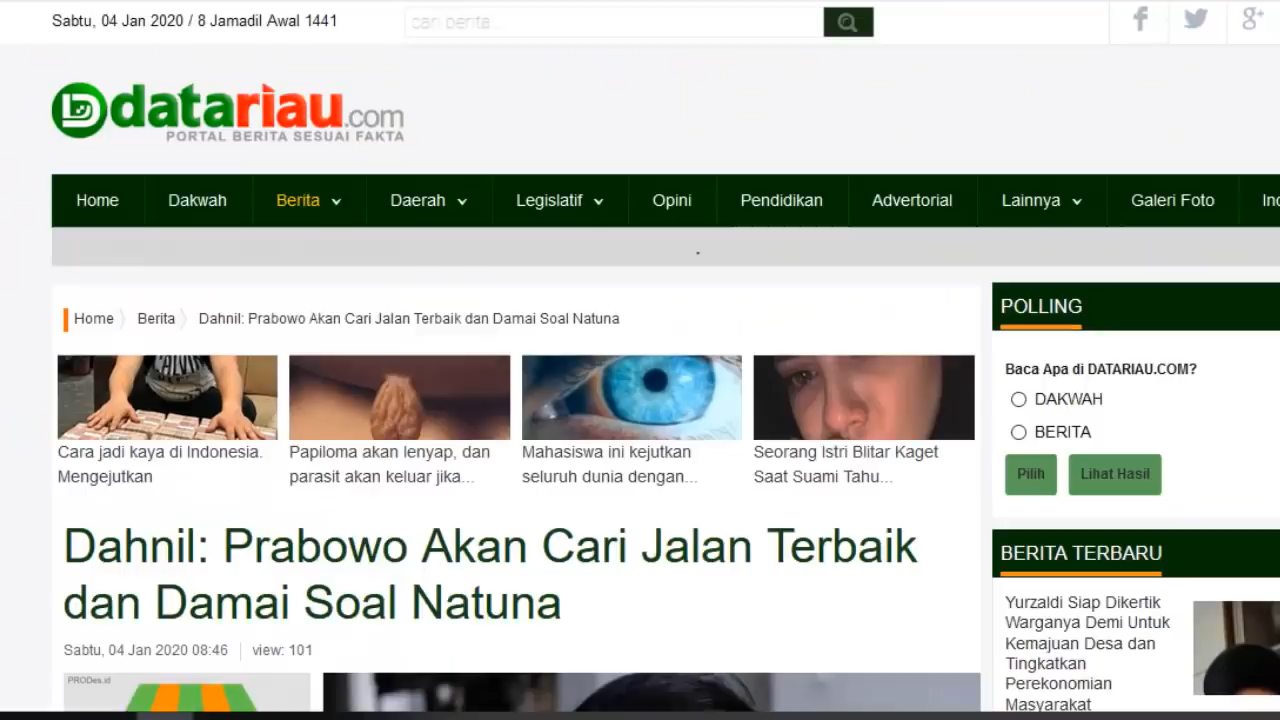 Sabtu, 04 Jan 2020 / 8 Jamadil Awal 1441
cari berita...
datariau.com
PORTAL BERITA SESUAI FAKTA
Home
Dakwah
Berita
Daerah
Legislatif
Opini
Pendidikan
Advertorial
Lainnya
Galeri Foto
Home
Berita
Dahnil: Prabowo Akan Cari Jalan Terbaik dan Damai Soal Natuna
Cara jadi kaya di Indonesia.
Mengejutkan
Papiloma akan lenyap, dan
parasit akan keluar jika...
Mahasiswa ini kejutkan
seluruh dunia dengan...
Seorang Istri Blitar Kaget
Saat Suami Tahu...
Dahnil: Prabowo Akan Cari Jalan Terbaik
dan Damai Soal Natuna
Sabtu, 04 Jan 2020 08:46
view: 101
PRODes.id
POLLING
Baca Apa di DATARIAU.COM?
DAKWAH
BERITA
Pilih
Lihat Hasil
BERITA TERBARU
Yurzaldi Siap Dikertik
Warganya Demi Untuk
Kemajuan Desa dan
Tingkatkan
Perekonomian
Masyarakat